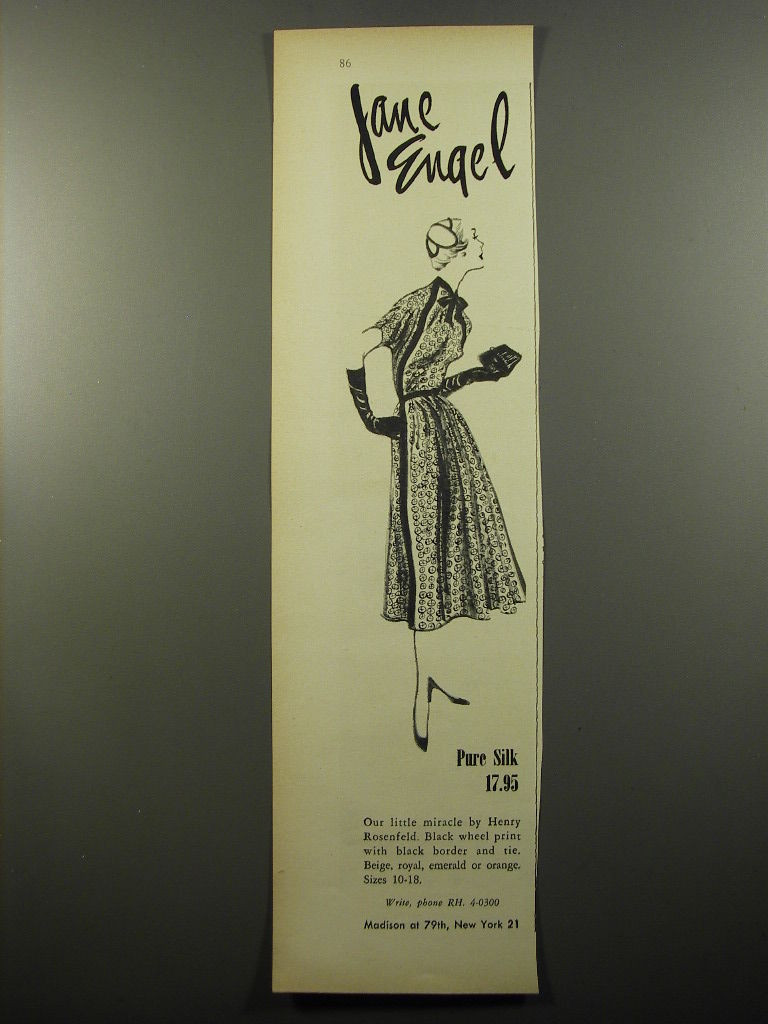 86
Jane
Engel
Pure Silk
17.95
Our little miracle by Henry
Rosenfeld. Black wheel print
with black border and tie.
Beige, royal, emerald or orange.
Sizes 10-18.
Write, phone RH. 4-0300
Madison at 79th, New York 21